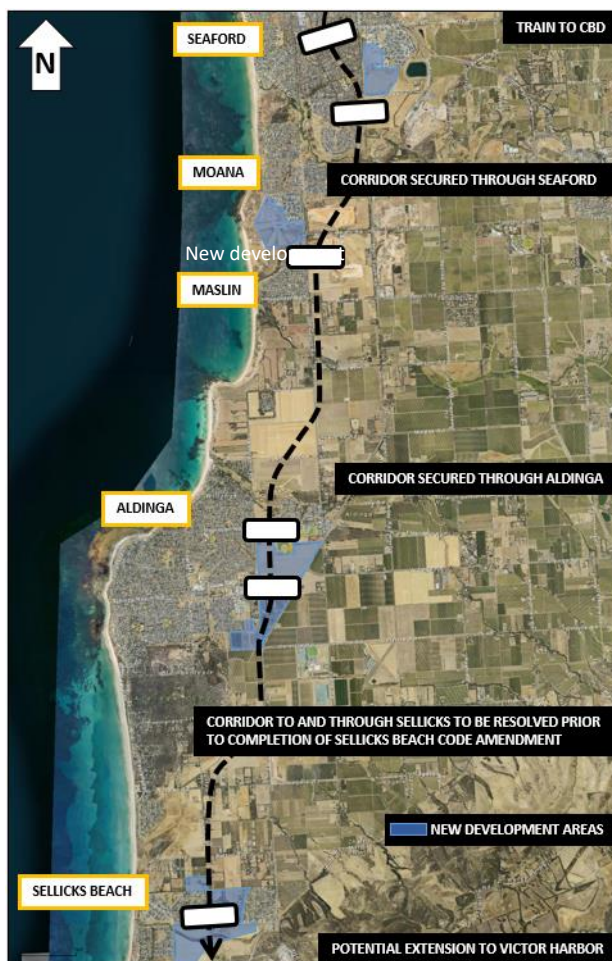 TRAIN TO CBD
SEAFORD
N
MOANA
CORRIDOR SECURED THROUGH SEAFORD
New develo
t
MASLIN
CORRIDOR SECURED THROUGH ALDINGA
ALDINGA
CORRIDOR TO AND THROUGH SELLICKS TO BE RESOLVED PRIOR
TO COMPLETION OF SELLICKS BEACH CODE AMENDMENT
NEW DEVELOPMENT AREAS
SELLICKS BEACH
POTENTIAL EXTENSION TO VICTOR HARBOR